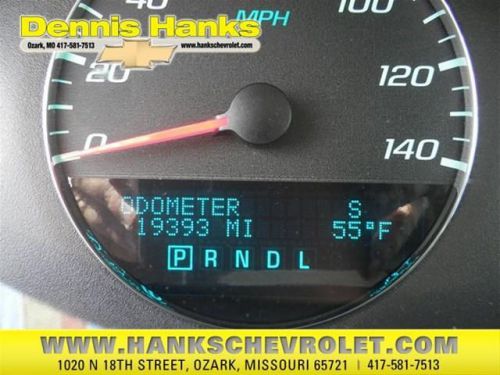 Dennis Hanks
Ozark, MO 417-581-7513
www.hankschevrolet.com
40
MPH
100
20
120
0
140
ODOMETER S
19393 MI 55°F
P R N D L
WWW.HANKSCHEVROLET.COM
1020 N 18TH STREET, OZARK, MISSOURI 65721 | 417-581-7513